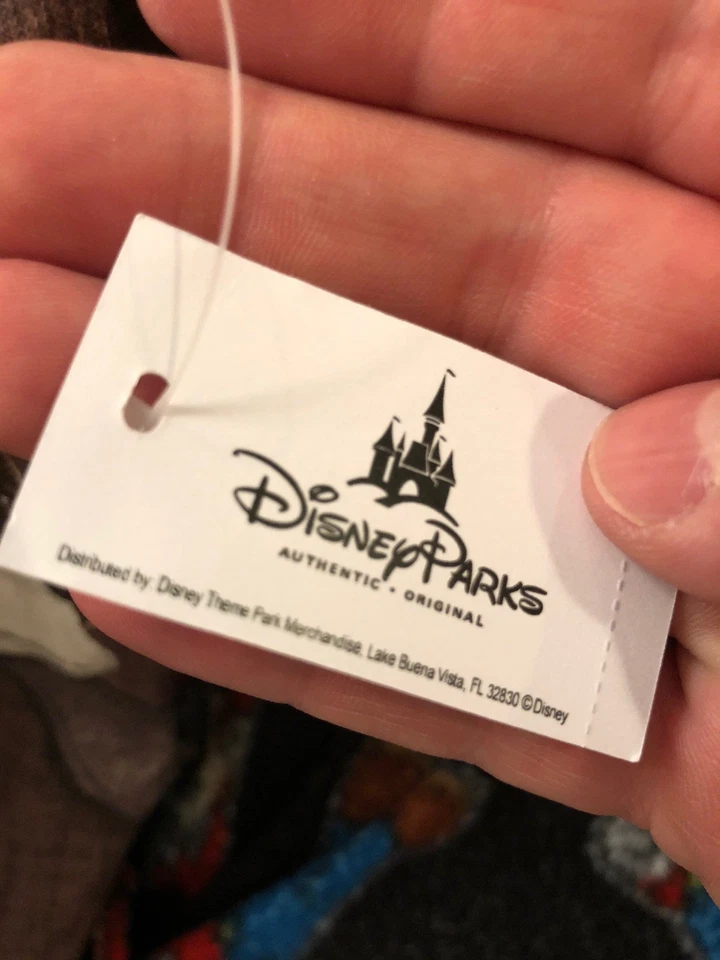 Disney Parks
AUTHENTIC • ORIGINAL
Distributed by: Disney Theme Park Merchandise, Lake Buena Vista, FL 32830 ©Disney